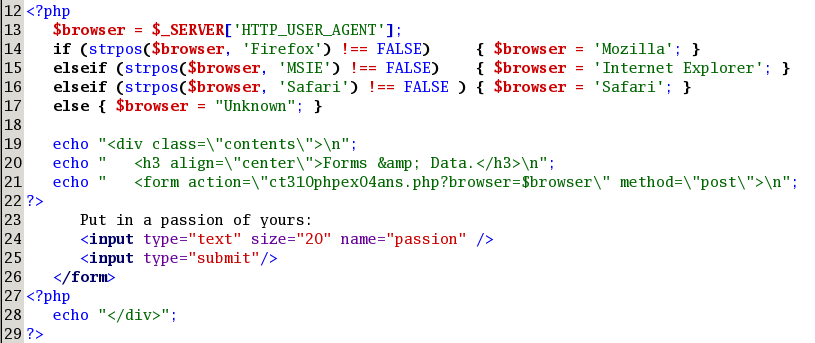 12 <?php
13    $browser = $_SERVER['HTTP_USER_AGENT'];
14    if (strpos($browser, 'Firefox') !== FALSE)     { $browser = 'Mozilla'; }
15    elseif (strpos($browser, 'MSIE') !== FALSE)    { $browser = 'Internet Explorer'; }
16    elseif (strpos($browser, 'Safari') !== FALSE ) { $browser = 'Safari'; }
17    else { $browser = "Unknown"; }
18
19    echo "<div class=\"contents\">\n";
20    echo "   <h3 align=\"center\">Forms &amp; Data.</h3>\n";
21    echo "   <form action=\"ct310phpex04ans.php?browser=$browser\" method=\"post\">\n";
22 ?>
23       Put in a passion of yours:
24       <input type="text" size="20" name="passion" />
25       <input type="submit"/>
26    </form>
27 <?php
28    echo "</div>";
29 ?>